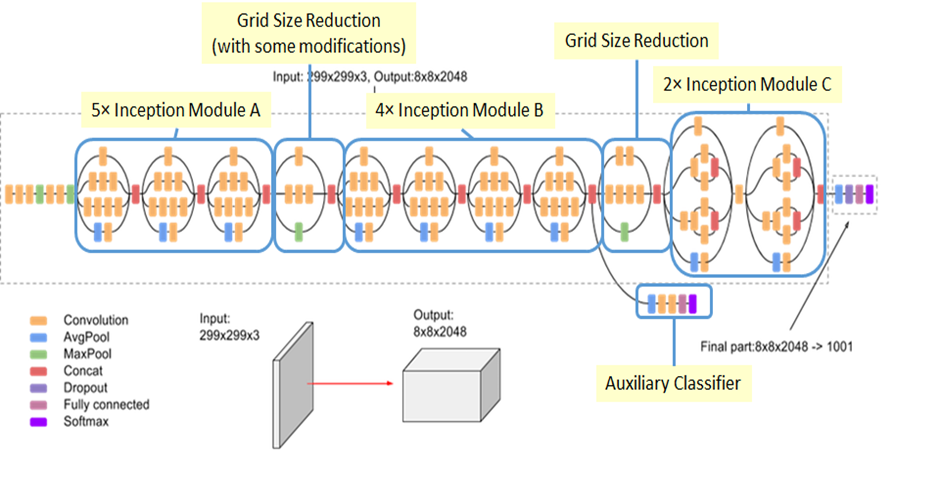 Grid Size Reduction
(with some modifications)
Grid Size Reduction
Input: 299x299x3, Output:8x8x2048
2× Inception Module C
5× Inception Module A
4× Inception Module B
Convolution
AvgPool
MaxPool
Concat
Dropout
Fully connected
Softmax
Input:
299x299x3
Output:
8x8x2048
Final part:8x8x2048 -> 1001
Auxiliary Classifier